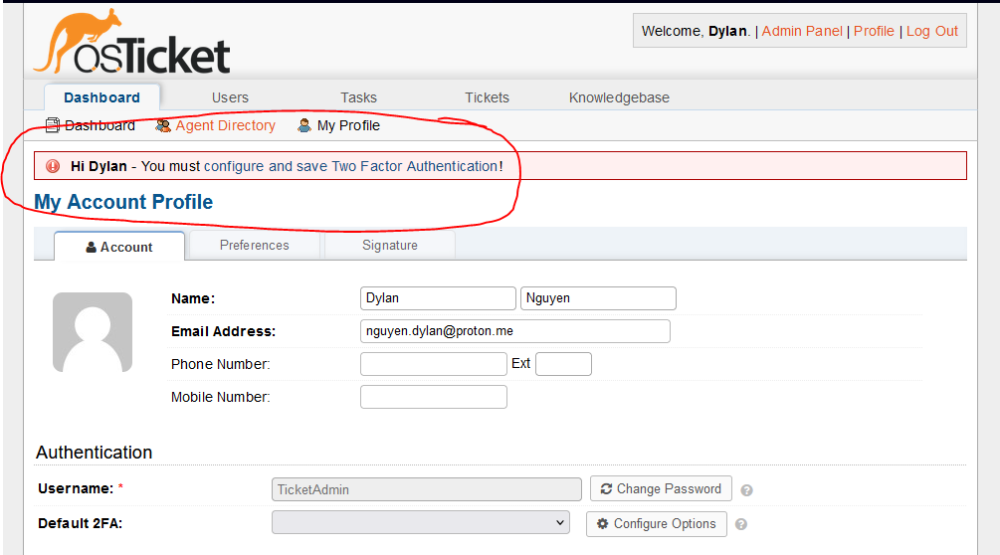 osTicket
Welcome, Dylan. | Admin Panel | Profile | Log Out
Dashboard Users Tasks Tickets Knowledgebase
Dashboard Agent Directory My Profile
Hi Dylan - You must configure and save Two Factor Authentication!
My Account Profile
Account Preferences Signature
Name: Dylan Nguyen
Email Address: nguyen.dylan@proton.me
Phone Number: Ext
Mobile Number:
Authentication
Username: * TicketAdmin Change Password ?
Default 2FA: Configure Options ?